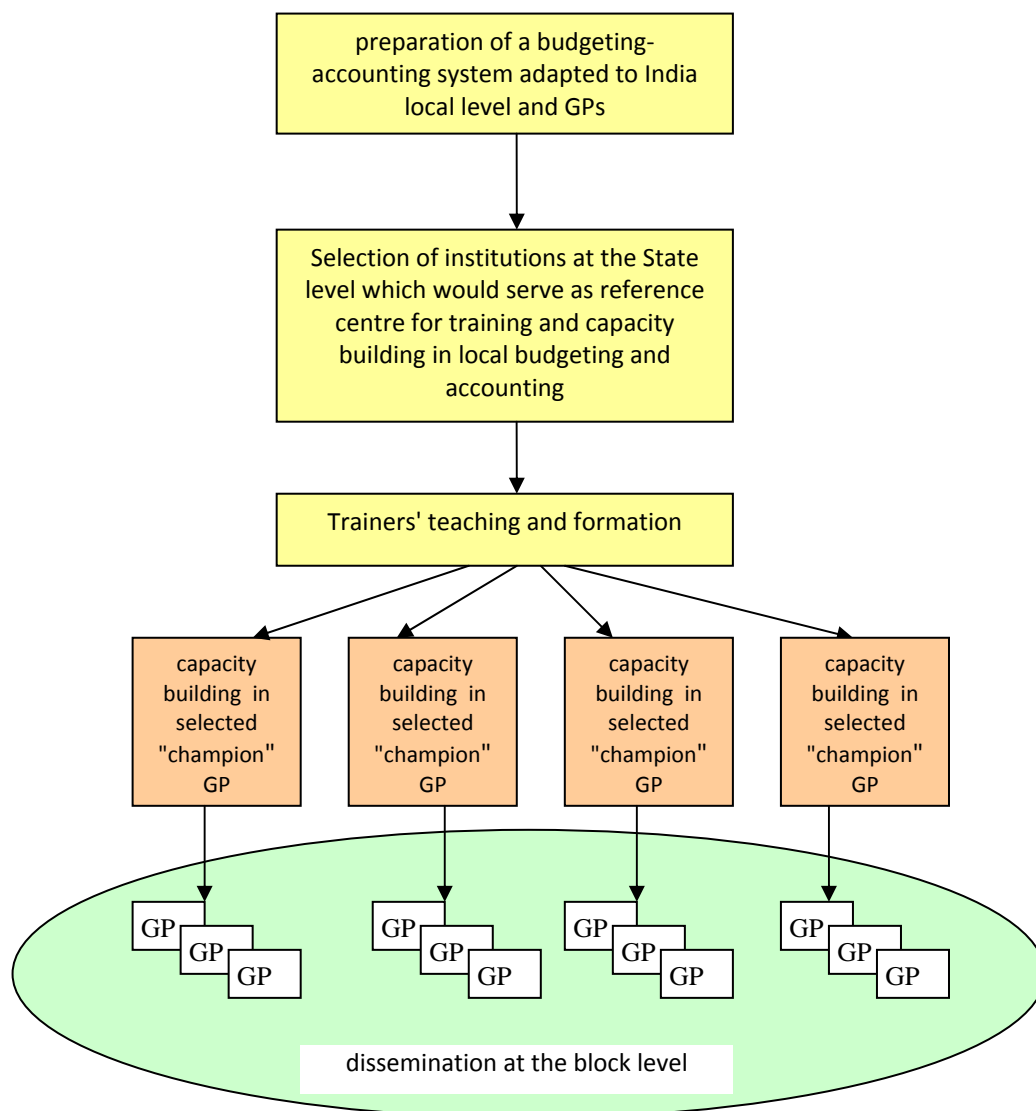 preparation of a budgeting-
accounting system adapted to India
local level and GPs
Selection of institutions at the State
level which would serve as reference
centre for training and capacity
building in local budgeting and
accounting
Trainers' teaching and formation
capacity
building in
selected
"champion"
GP
capacity
building in
selected
"champion"
GP
capacity
building in
selected
"champion"
GP
capacity
building in
selected
"champion"
GP
GP
GP
GP
GP
GP
GP
GP
GP
GP
GP
GP
GP
dissemination at the block level